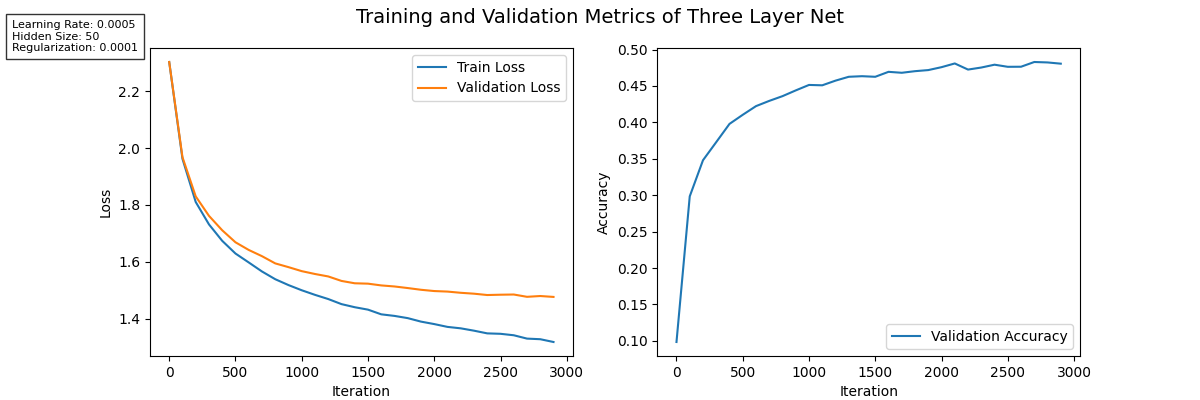 Training and Validation Metrics of Three Layer Net
Learning Rate: 0.0005
Hidden Size: 50
Regularization: 0.0001
Train Loss
Validation Loss
2.2
2.0
1.8
1.6
1.4
Loss
0 500 1000 1500 2000 2500 3000
Iteration
0.50
0.45
0.40
0.35
0.30
0.25
0.20
0.15
0.10
Accuracy
Validation Accuracy
0 500 1000 1500 2000 2500 3000
Iteration